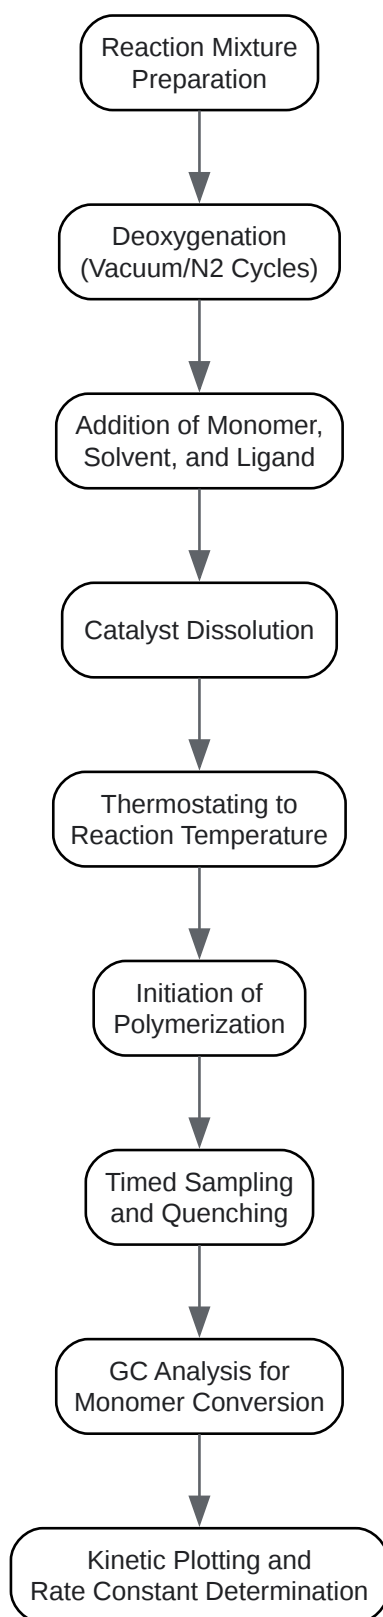 Reaction Mixture
Preparation
Deoxygenation
(Vacuum/N2 Cycles)
Addition of Monomer,
Solvent, and Ligand
Catalyst Dissolution
Thermostating to
Reaction Temperature
Initiation of
Polymerization
Timed Sampling
and Quenching
GC Analysis for
Monomer Conversion
Kinetic Plotting and
Rate Constant Determination